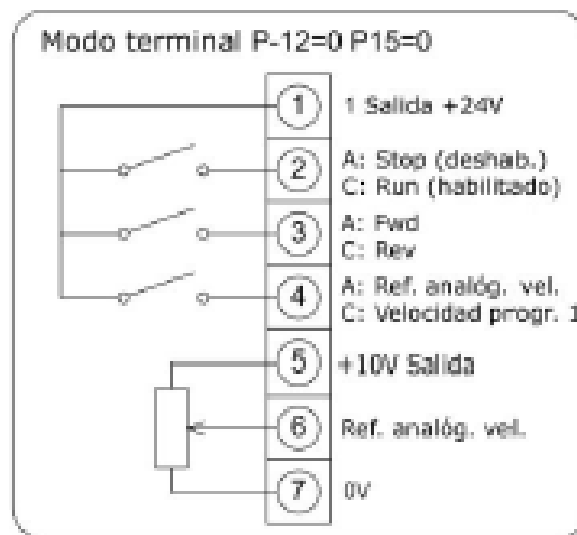 Modo terminal P-12=0 P15=0
1 1 Salida +24V
2 A: Stop (deshab.)
C: Run (habilitado)
3 A: Fwd
C: Rev
4 A: Ref. analóg. vel.
C: Velocidad progr. 1
5 +10V Salida
6 Ref. analóg. vel.
7 0V